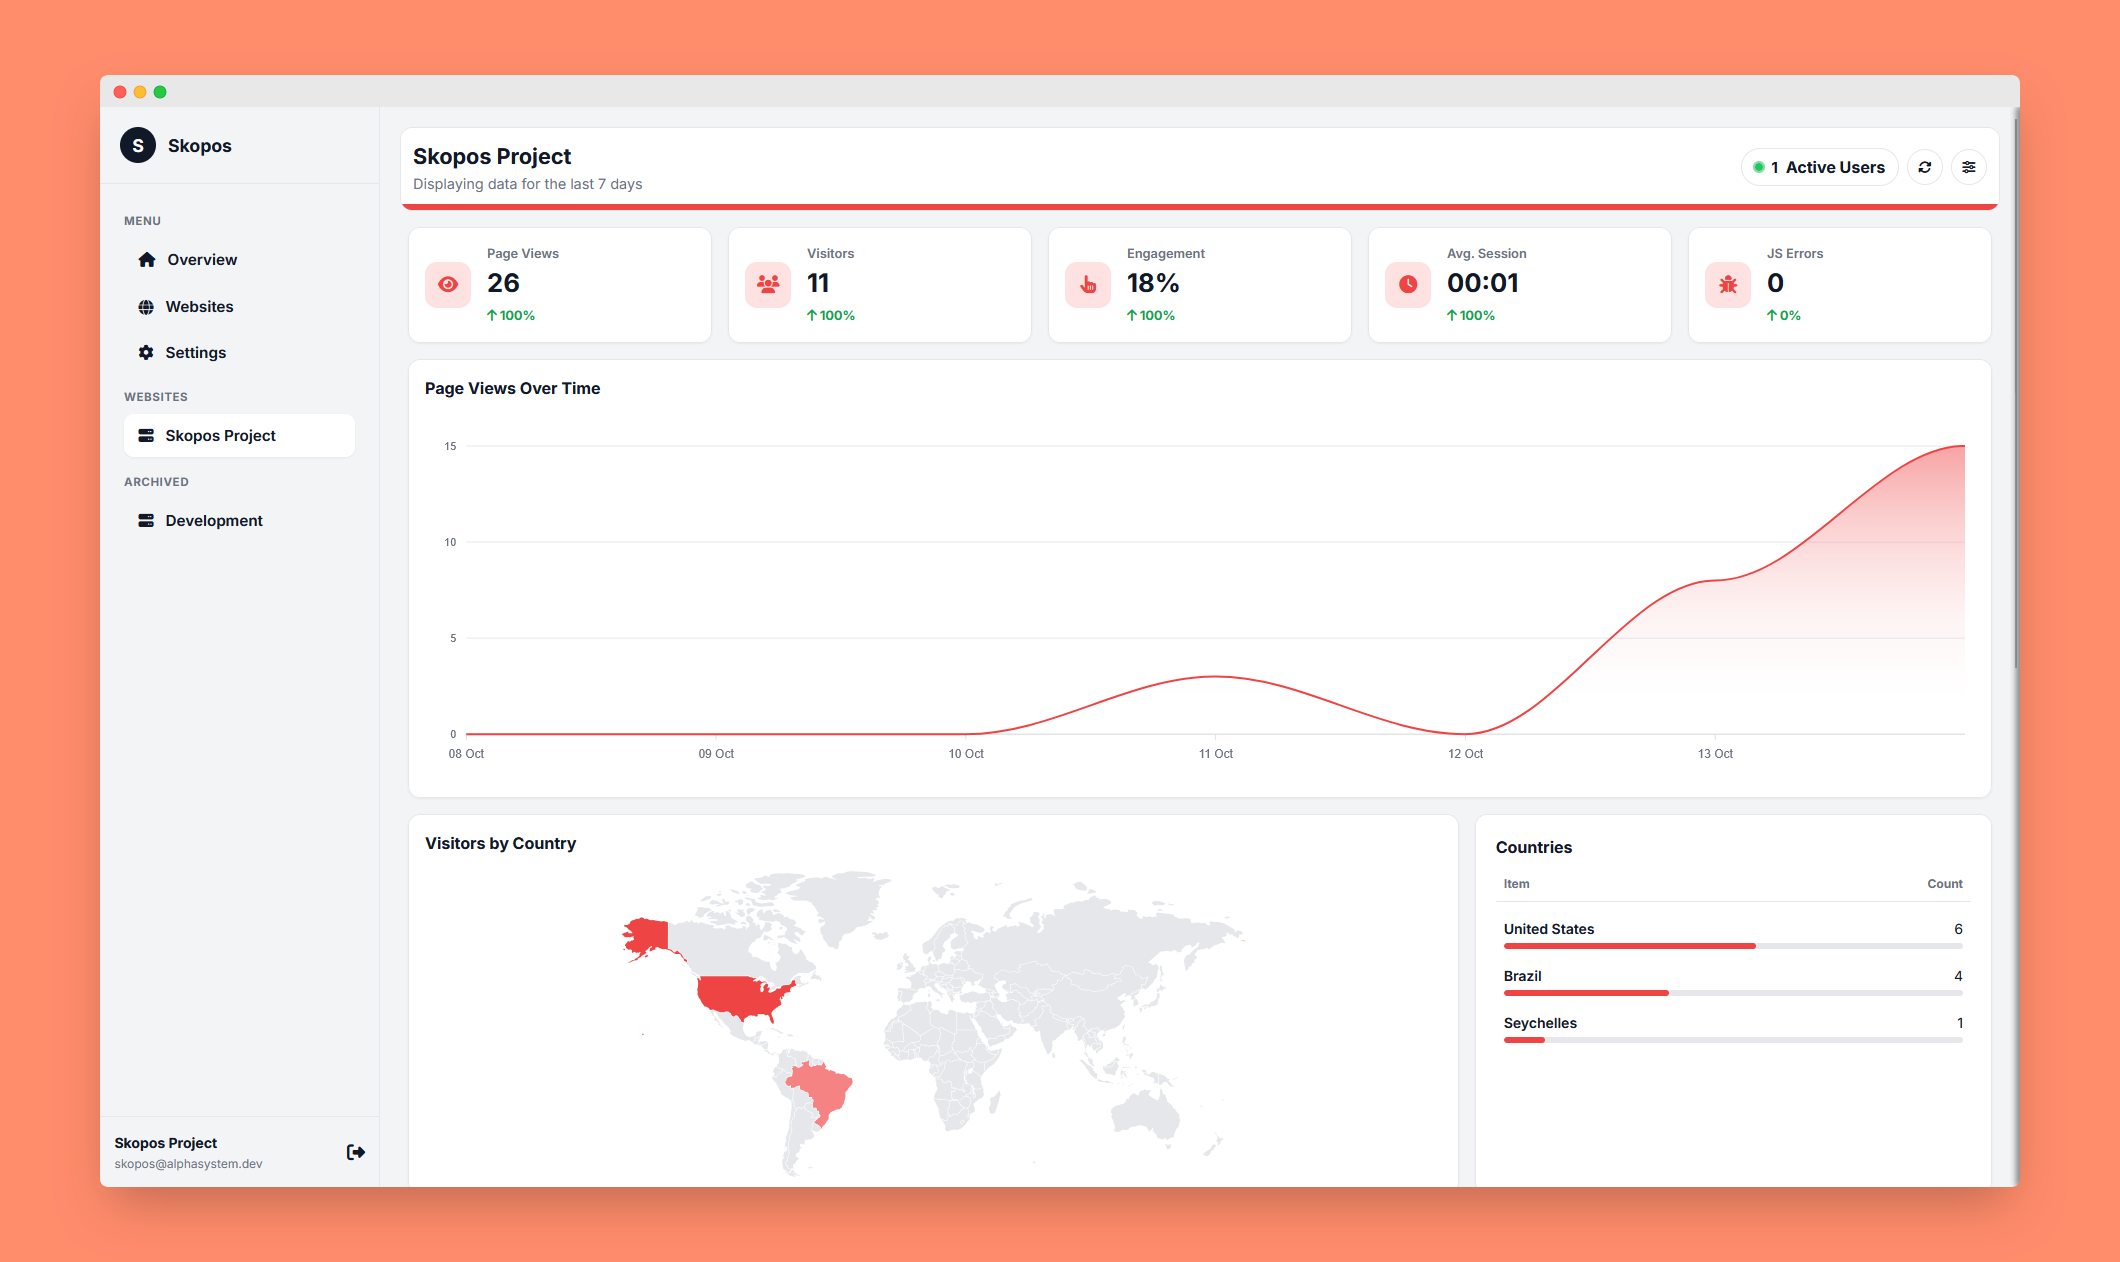 S Skopos
MENU
Overview
Websites
Settings
WEBSITES
Skopos Project
ARCHIVED
Development
Skopos Project
skopos@alphasystem.dev
Skopos Project
Displaying data for the last 7 days
1 Active Users
Page Views
26
100%
Visitors
11
100%
Engagement
18%
100%
Avg. Session
00:01
100%
JS Errors
0
0%
Page Views Over Time
15
10
5
0
08 Oct 09 Oct 10 Oct 11 Oct 12 Oct 13 Oct
Visitors by Country
Countries
Item Count
United States 6
Brazil 4
Seychelles 1